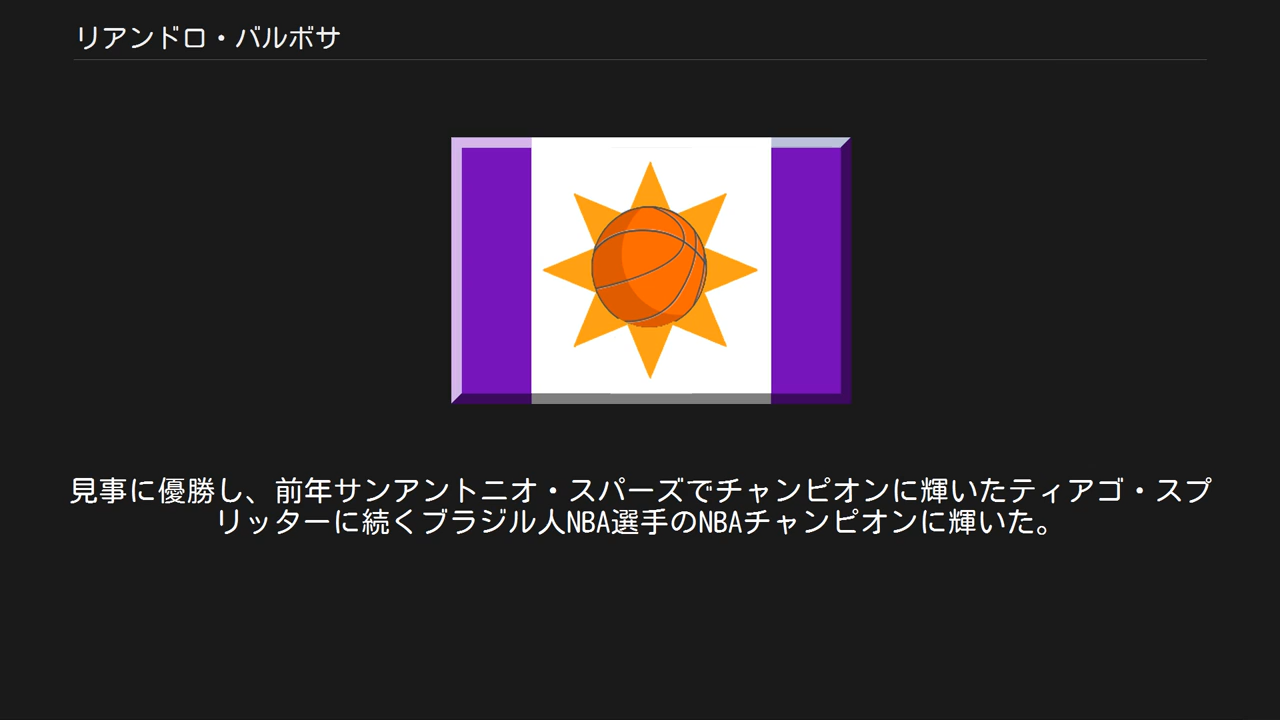 リアンドロ・バルボサ
見事に優勝し、前年サンアントニオ・スパーズでチャンピオンに輝いたティアゴ・スプ
リッターに続くブラジル人NBA選手のNBAチャンピオンに輝いた。